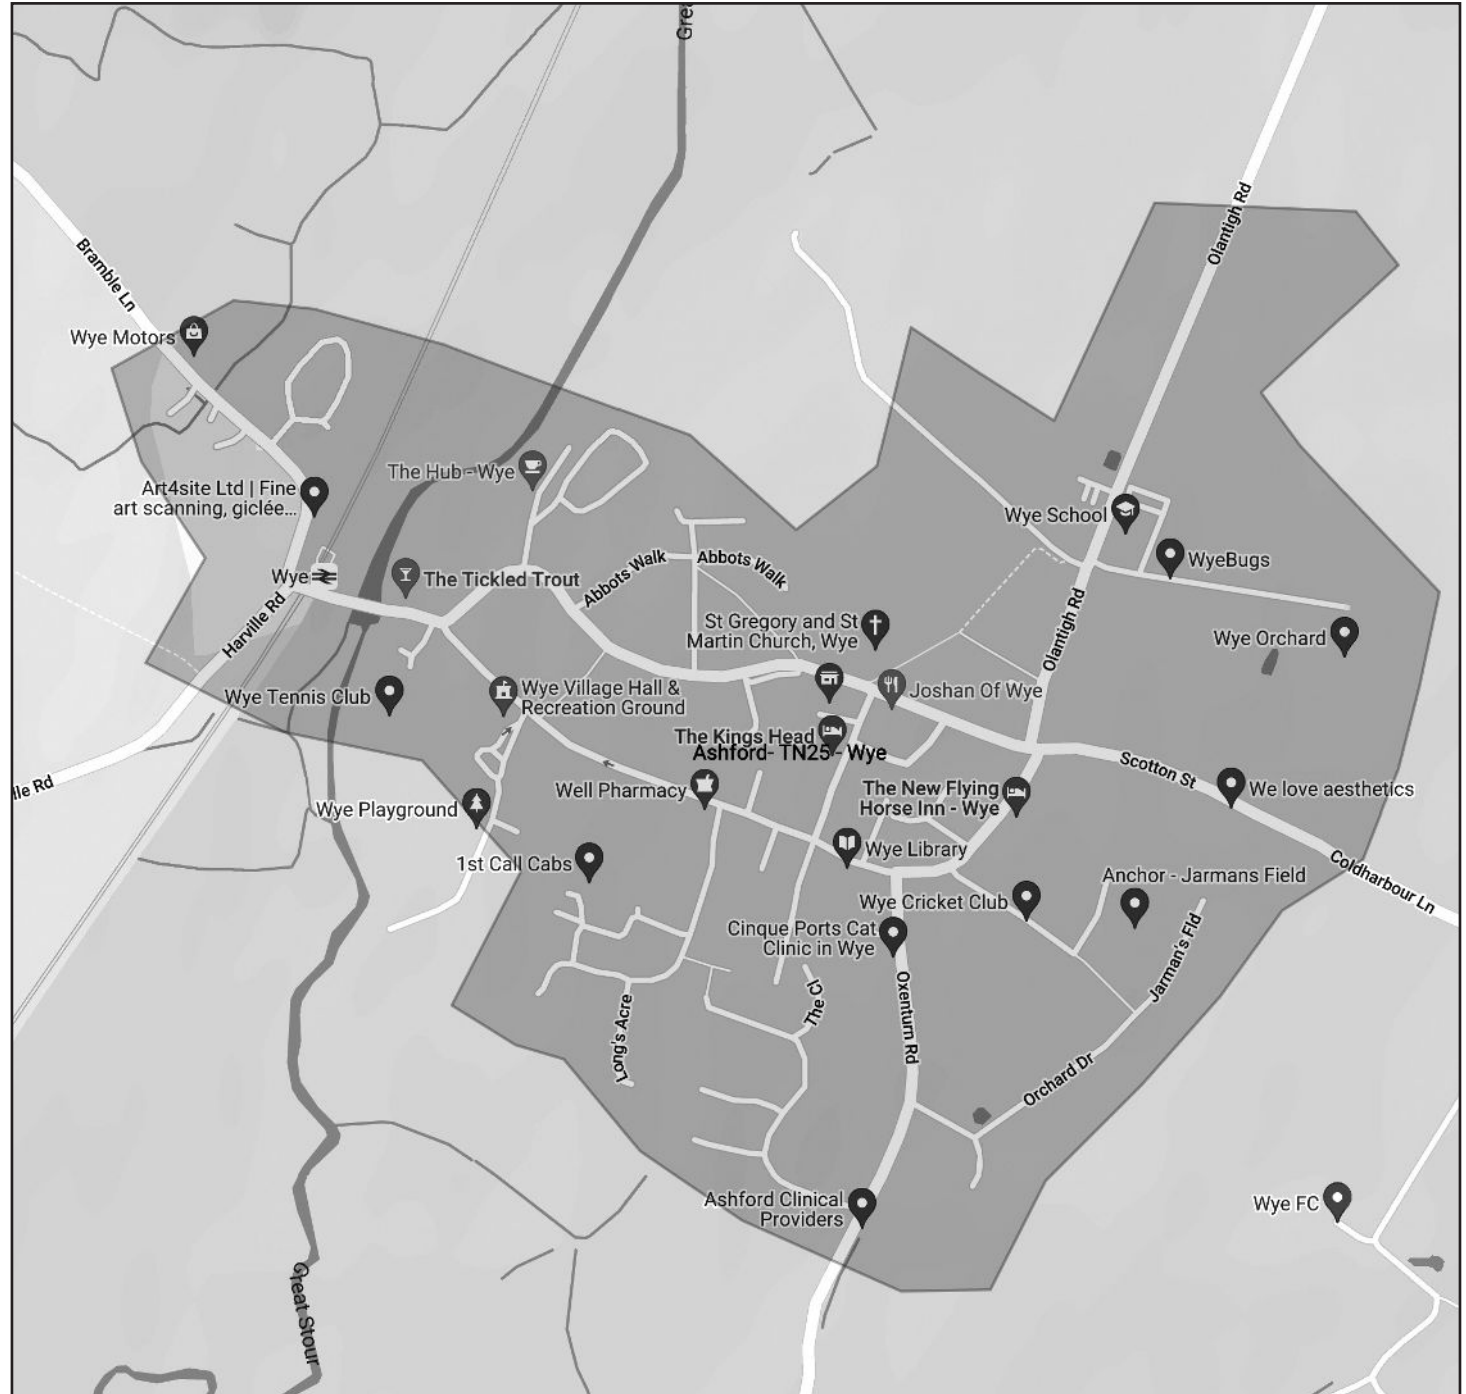 Grea
Olantigh Rd
Bramble Ln
Wye Motors
The Hub - Wye
Art4site Ltd | Fine
art scanning, giclée...
Wye School
WyeBugs
Wye
The Tickled Trout
Abbots Walk
Abbots Walk
Harville Rd
St Gregory and St
Martin Church, Wye
Olantigh Rd
Wye Orchard
Wye Tennis Club
Wye Village Hall &
Recreation Ground
Joshan Of Wye
The Kings Head
Ashford- TN25 - Wye
Scotton St
lle Rd
Well Pharmacy
The New Flying
Horse Inn - Wye
We love aesthetics
Wye Playground
1st Call Cabs
Wye Library
Coldharbour Ln
Anchor - Jarmans Field
Wye Cricket Club
Cinque Ports Cat
Clinic in Wye
Jarman's Fld
The Cl
Oxenturn Rd
Long's Acre
Orchard Dr
Ashford Clinical
Providers
Wye FC
Great Stour